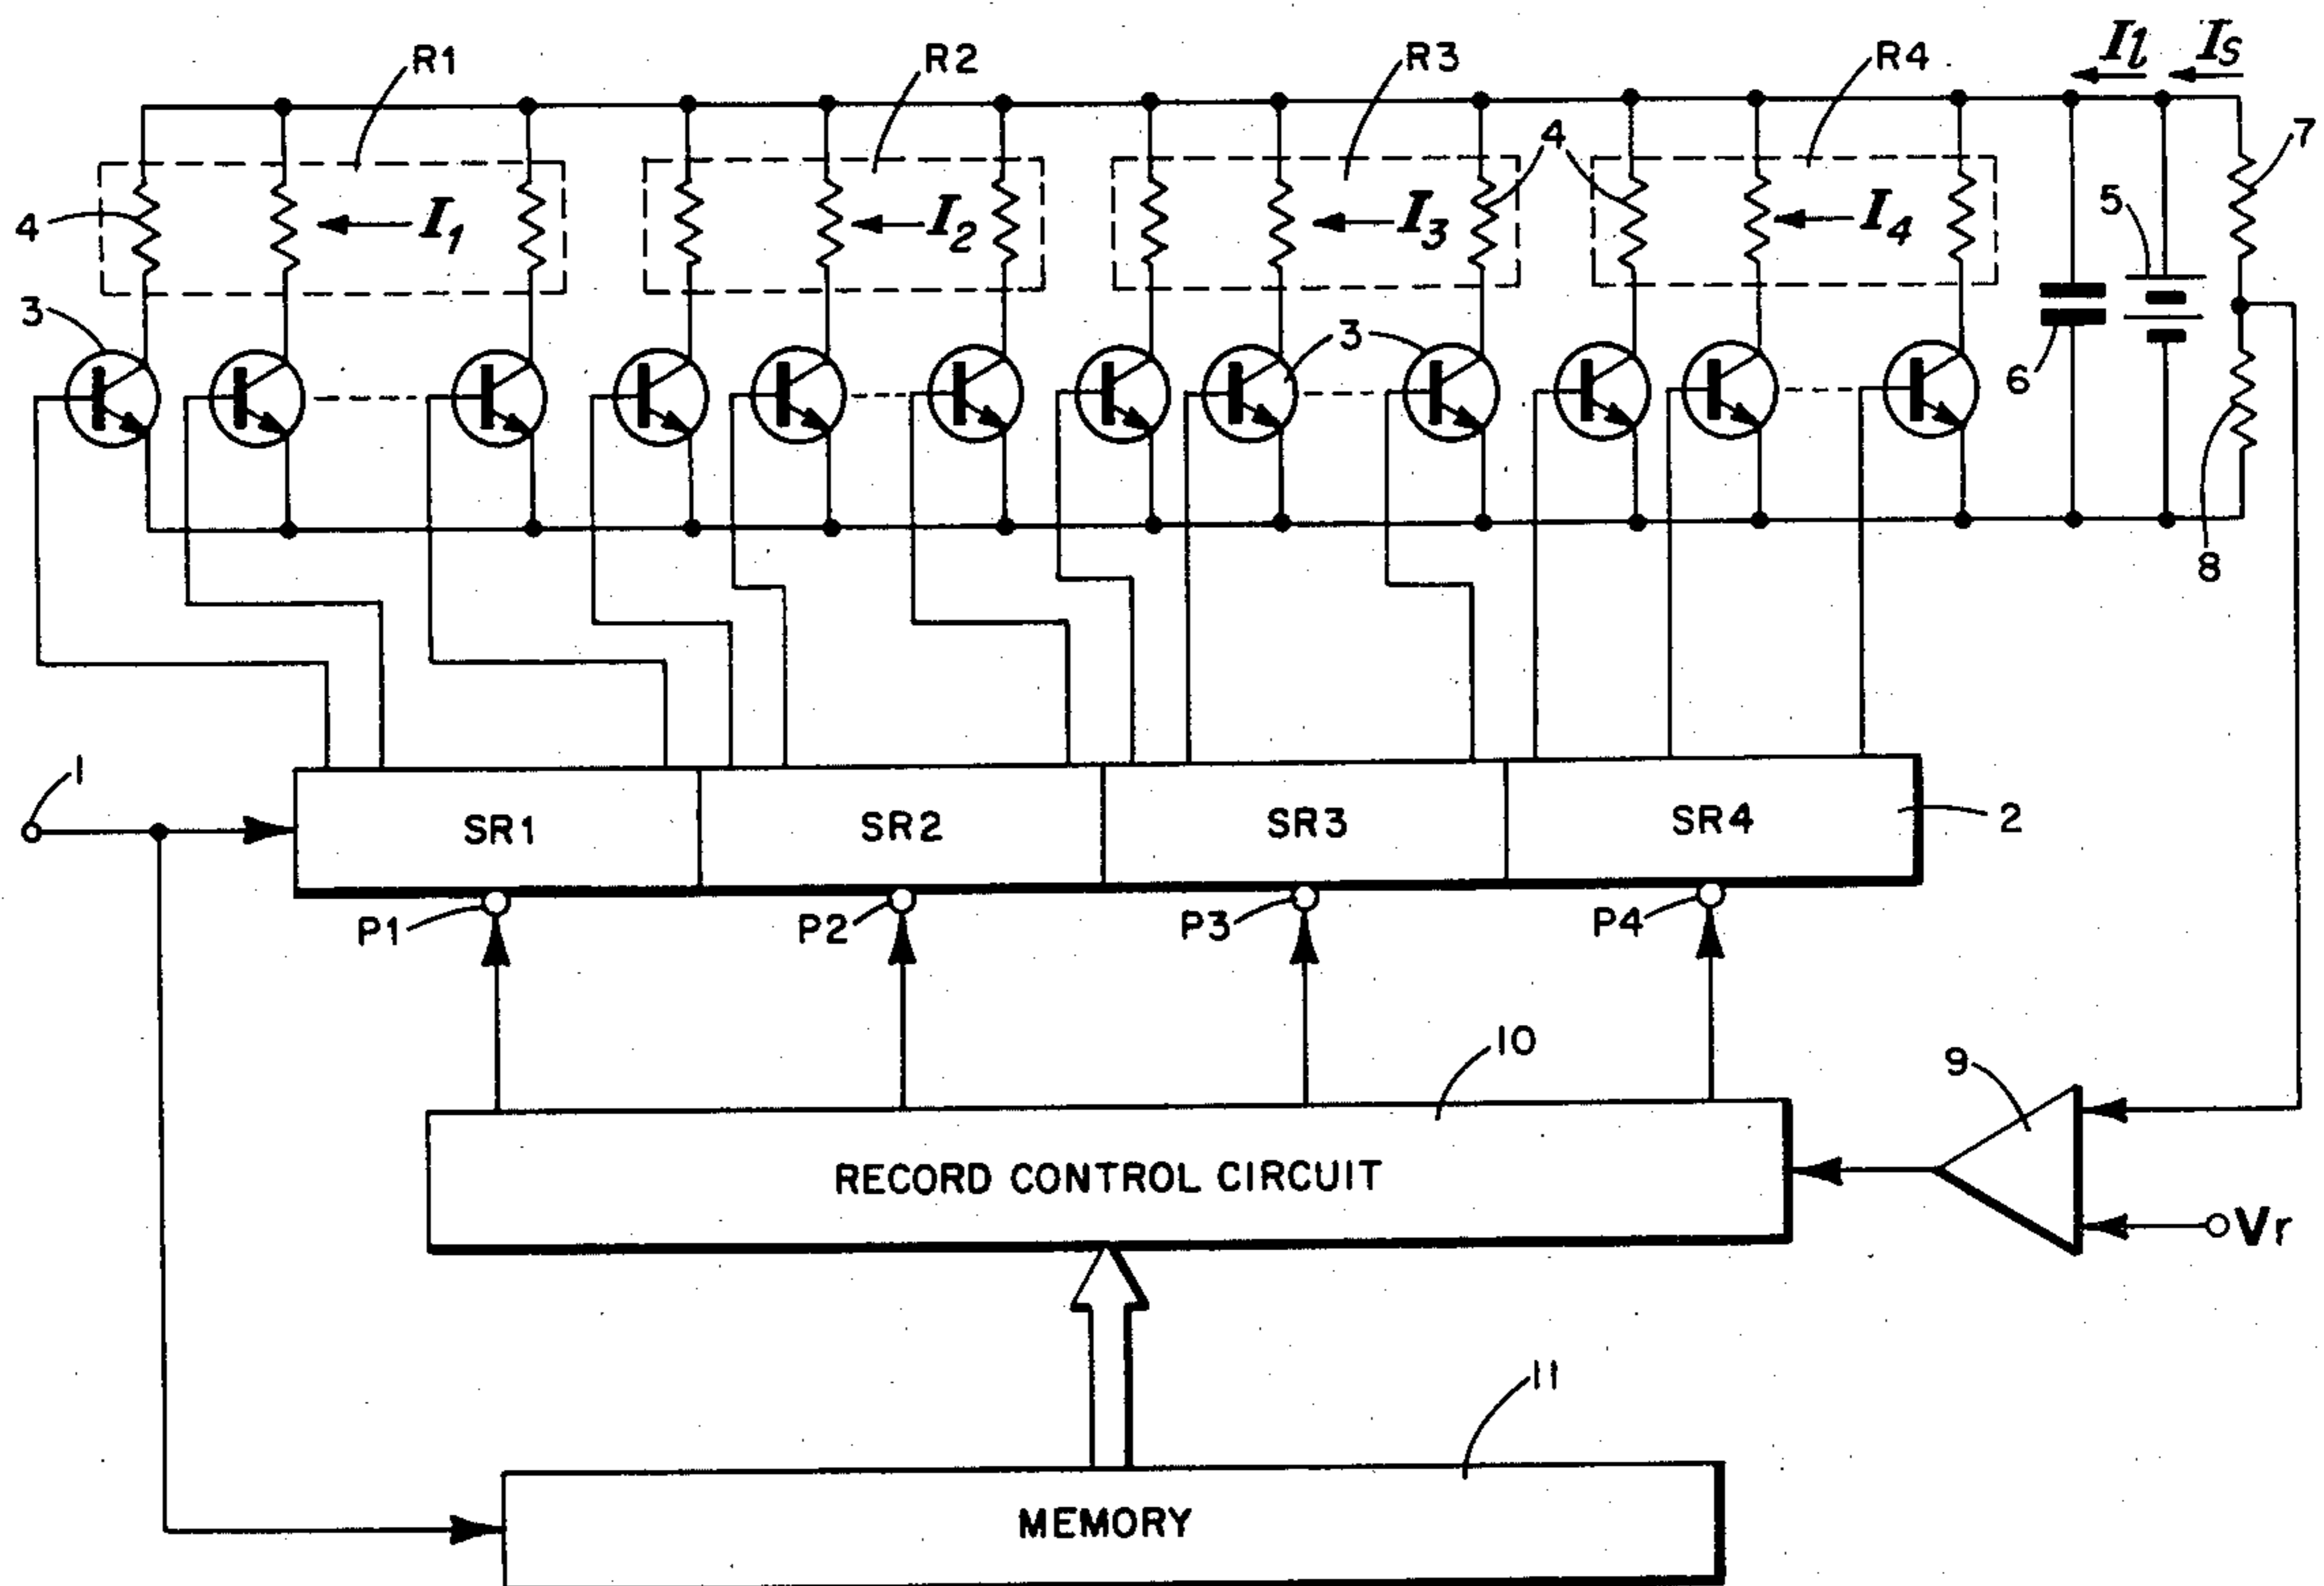 R1 R2 R3 R4 Il Is
4 I1 I2 I3 4 I4 5 7
3 3 6 8
1 SR1 SR2 SR3 SR4 2
P1 P2 P3 P4
10 9
RECORD CONTROL CIRCUIT Vr
11
MEMORY